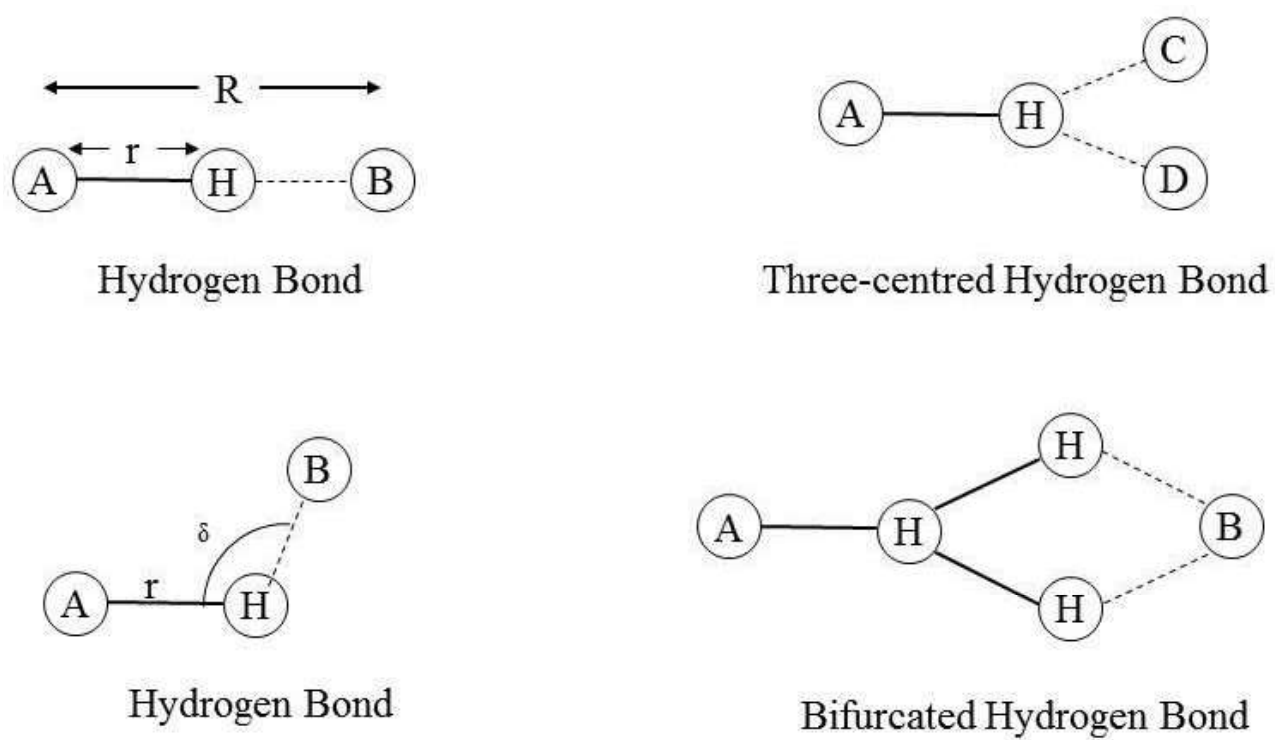 R
A r H B
Hydrogen Bond
A H C
D
Three-centred Hydrogen Bond
B
δ
A r H
Hydrogen Bond
H
A H B
H
Bifurcated Hydrogen Bond